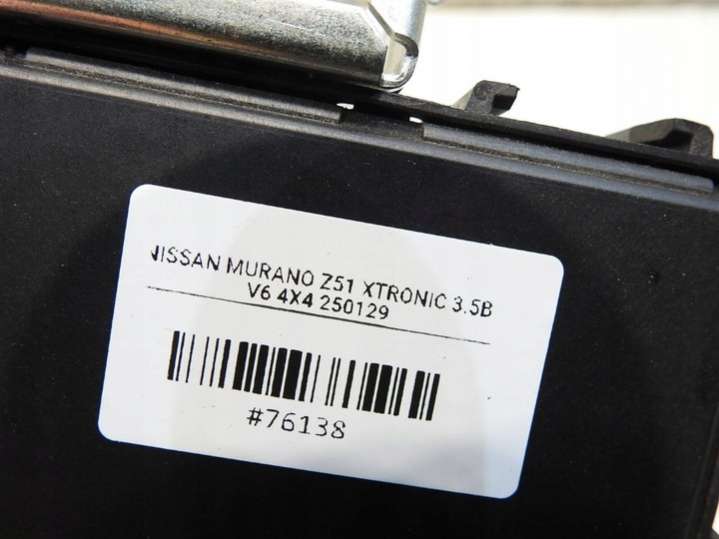 NISSAN MURANO Z51 XTRONIC 3.5B
V6 4X4 250129
#76138